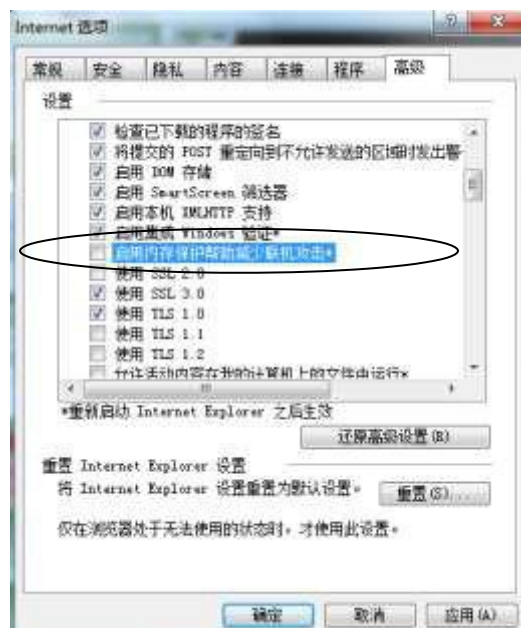 Internet 选项
常规 安全 隐私 内容 连接 程序 高级
设置
检查已下载的程序的签名
将提交的 POST 重定向到不允许发送的区域时发出警
启用 DOM 存储
启用 SmartScreen 筛选器
启用本机 XMLHTTP 支持
启用集成 Windows 验证*
启用内存保护帮助减少联机攻击*
使用 SSL 2.0
使用 SSL 3.0
使用 TLS 1.0
使用 TLS 1.1
使用 TLS 1.2
允许活动内容在我的计算机上的文件中运行*
*重新启动 Internet Explorer 之后生效
还原高级设置(R)
重置 Internet Explorer 设置
将 Internet Explorer 设置重置为默认设置。
重置(S)...
仅在浏览器处于无法使用的状态时，才使用此设置。
确定 取消 应用(A)